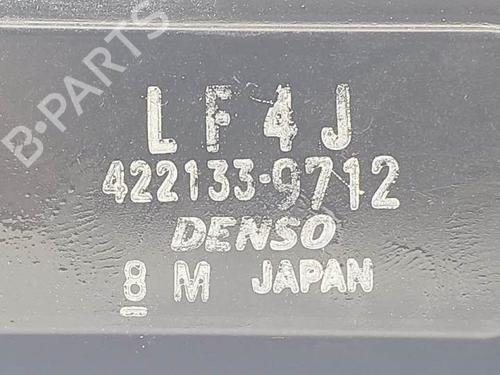 B-PARTS
LF4J
422133-9712
DENSO
8 M JAPAN